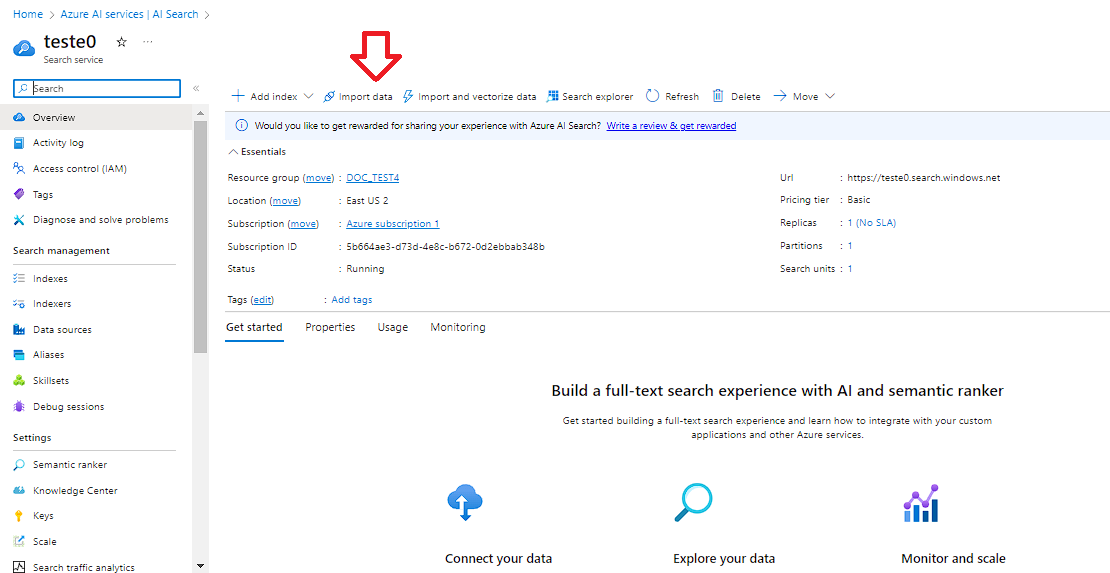 Home > Azure AI services | AI Search >
teste0 ☆ ...
Search service
Search «
Overview
Activity log
Access control (IAM)
Tags
Diagnose and solve problems
Search management
Indexes
Indexers
Data sources
Aliases
Skillsets
Debug sessions
Settings
Semantic ranker
Knowledge Center
Keys
Scale
Search traffic analytics
Add index Import data Import and vectorize data Search explorer Refresh Delete Move
Would you like to get rewarded for sharing your experience with Azure AI Search? Write a review & get rewarded
Essentials
Resource group (move) : DOC_TEST4
Location (move) : East US 2
Subscription (move) : Azure subscription 1
Subscription ID : 5b664ae3-d73d-4e8c-b672-0d2ebbab348b
Status : Running
Url : https://teste0.search.windows.net
Pricing tier : Basic
Replicas : 1 (No SLA)
Partitions : 1
Search units : 1
Tags (edit) : Add tags
Get started Properties Usage Monitoring
Build a full-text search experience with AI and semantic ranker
Get started building a full-text search experience and learn how to integrate with your custom
applications and other Azure services.
Connect your data Explore your data Monitor and scale